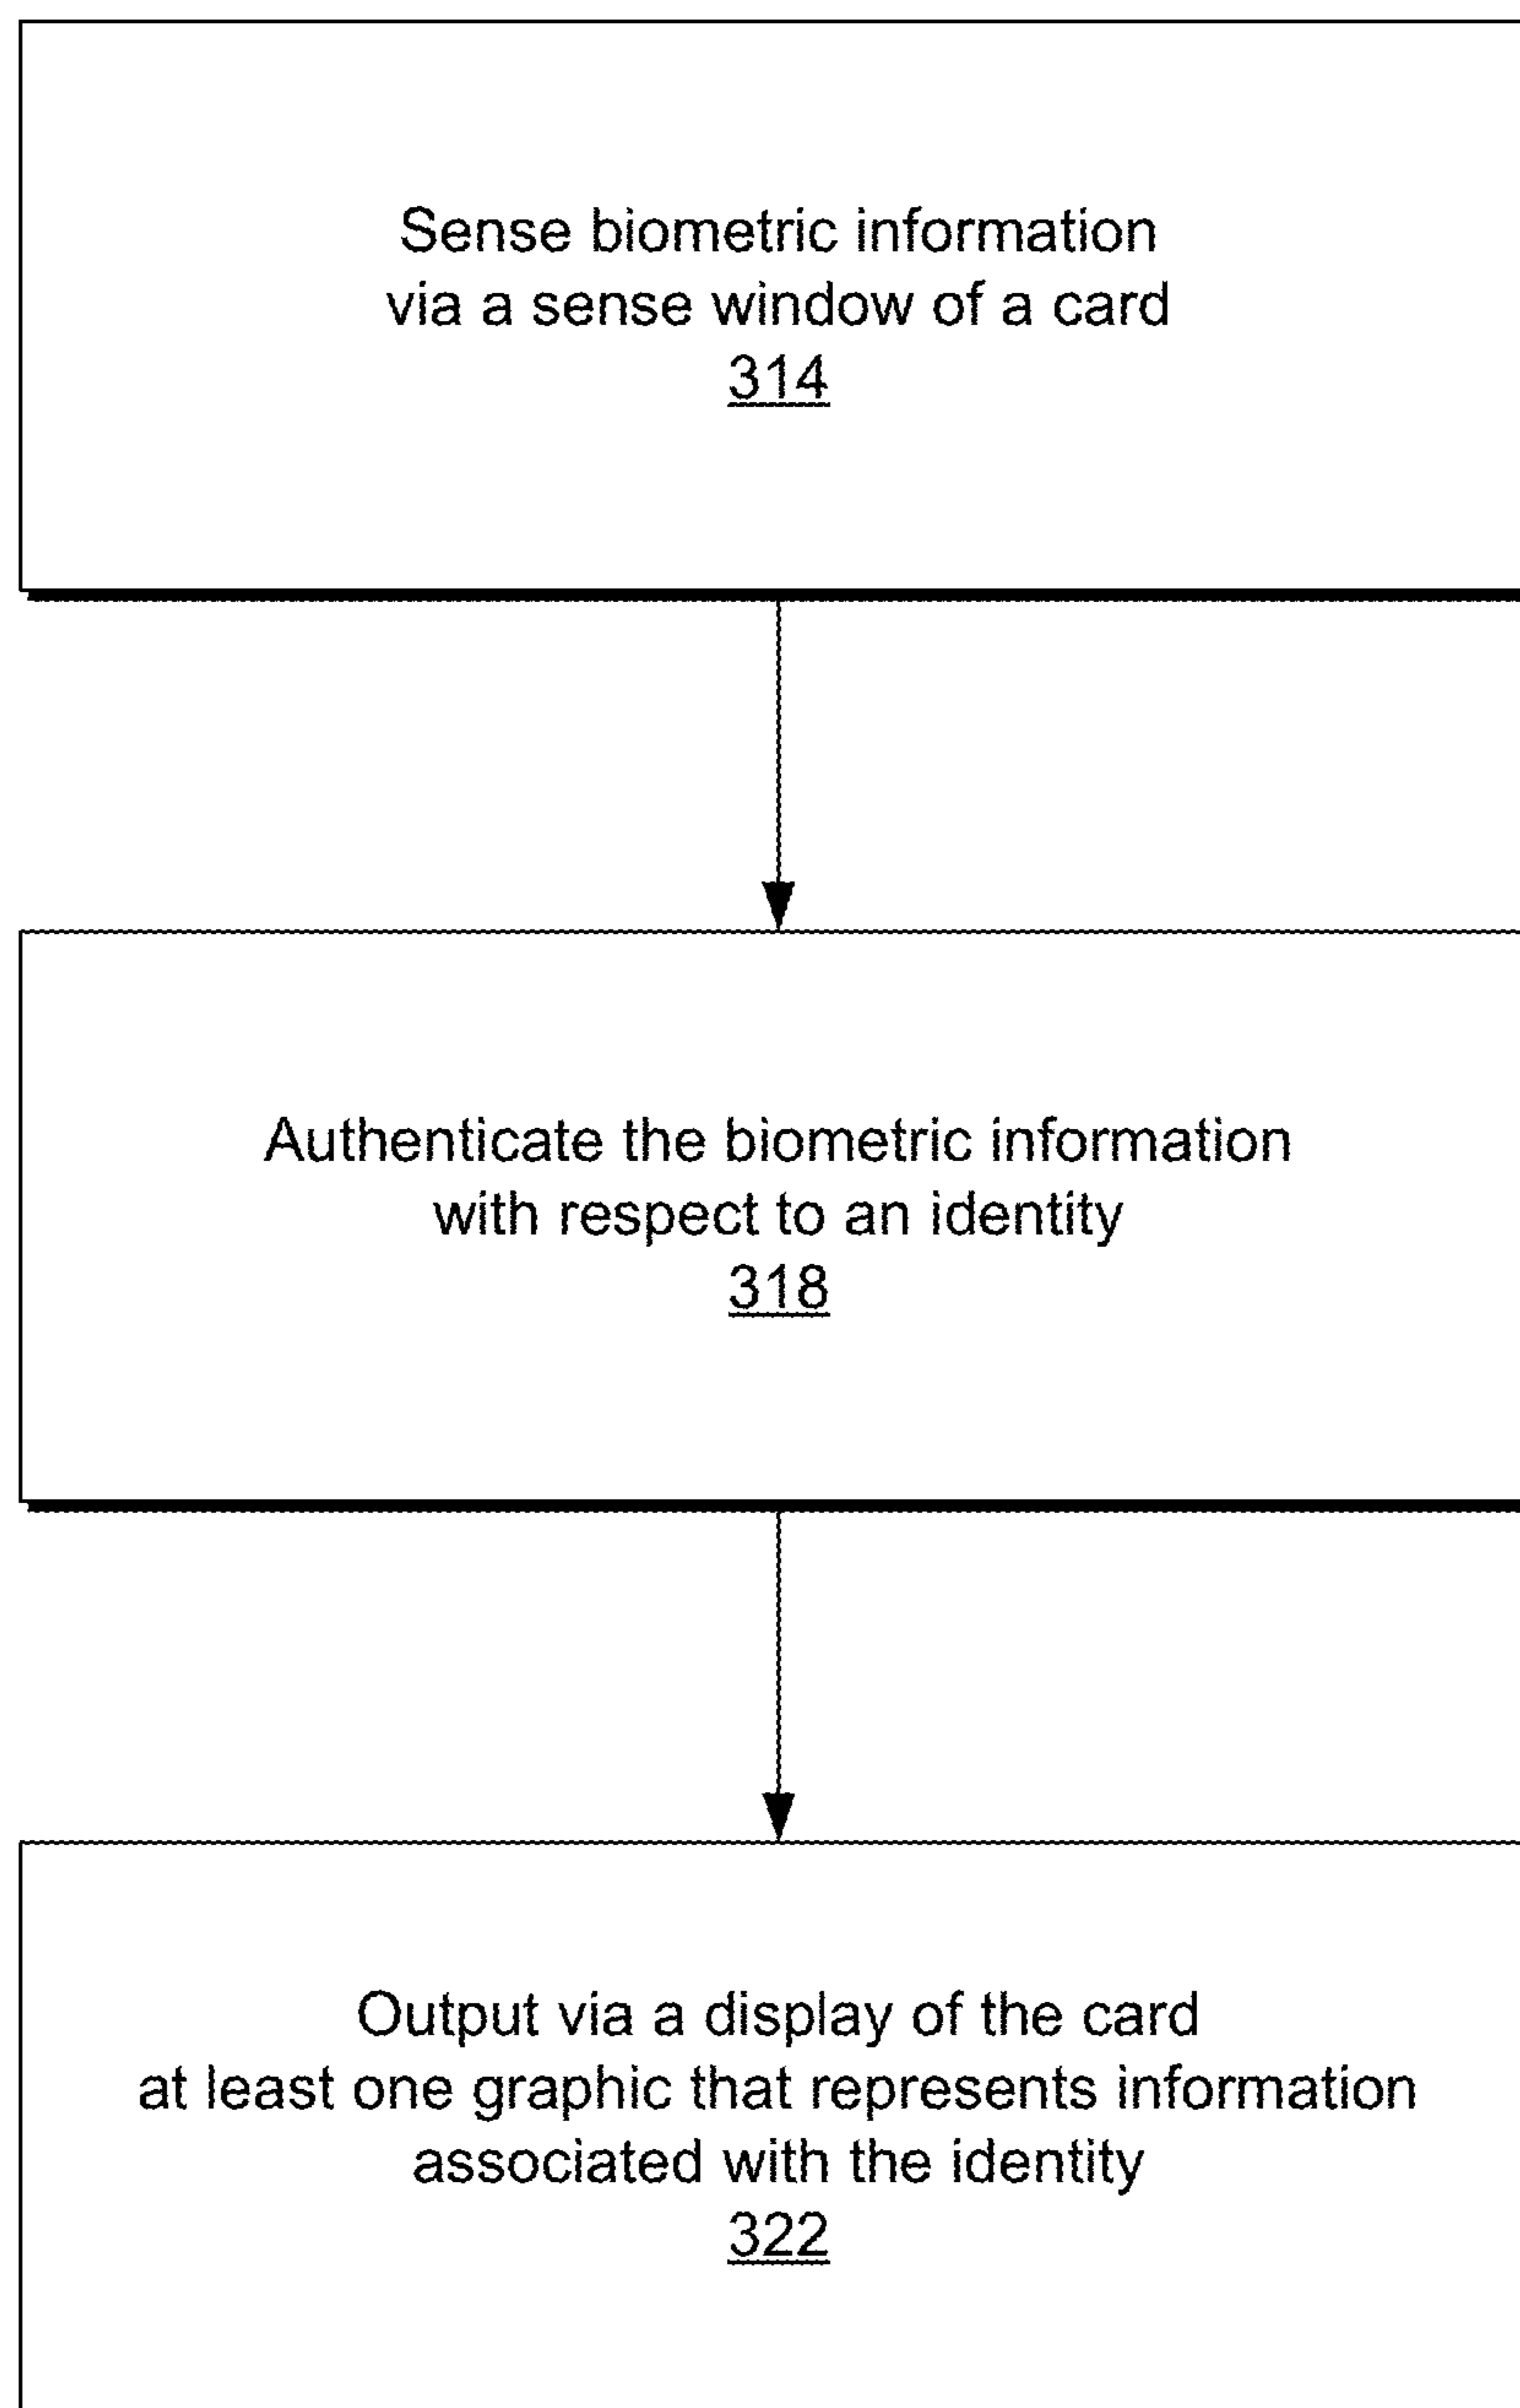 Sense biometric information
via a sense window of a card
314
Authenticate the biometric information
with respect to an identity
318
Output via a display of the card
at least one graphic that represents information
associated with the identity
322